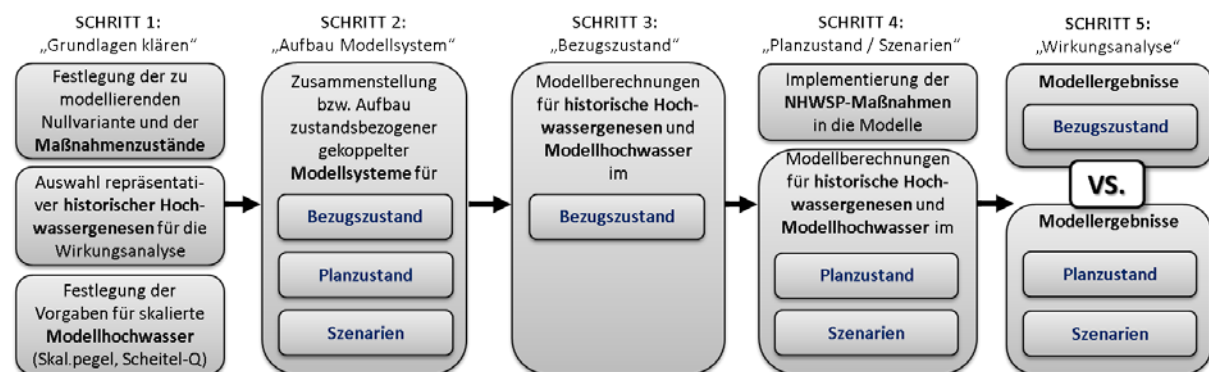 SCHRITT 1:
„Grundlagen klären“
Festlegung der zu
modellierenden
Nullvariante und der
Maßnahmenzustände
Auswahl repräsentati-
ver historischer Hoch-
wassergenesen für die
Wirkungsanalyse
Festlegung der
Vorgaben für skalierte
Modellhochwasser
(Skal.pegel, Scheitel-Q)
SCHRITT 2:
„Aufbau Modellsystem“
Zusammenstellung
bzw. Aufbau
zustandsbezogener
gekoppelter
Modellsysteme für
Bezugszustand
Planzustand
Szenarien
SCHRITT 3:
„Bezugszustand“
Modellberechnungen
für historische Hoch-
wassergenesen und
Modellhochwasser
im
Bezugszustand
SCHRITT 4:
„Planzustand / Szenarien“
Implementierung der
NHWSP-Maßnahmen
in die Modelle
Modellberechnungen
für historische Hoch-
wassergenesen und
Modellhochwasser im
Planzustand
Szenarien
SCHRITT 5:
„Wirkungsanalyse“
Modellergebnisse
Bezugszustand
VS.
Modellergebnisse
Planzustand
Szenarien